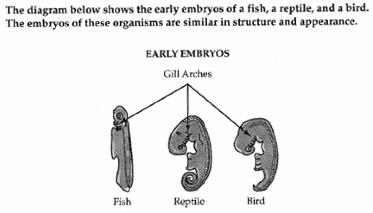 The diagram below shows the early embryos of a fish, a reptile, and a bird.
The embryos of these organisms are similar in structure and appearance.
EARLY EMBRYOS
Gill Arches
Fish
Reptile
Bird